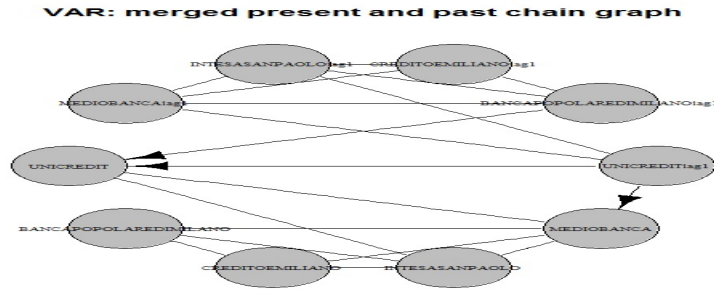 VAR: merged present and past chain graph
INTESASANPAOLOlag1 CREDITOEMILIANOlag1
MEDIOBANCAlag1 BANCAPOPOLAREDIMILANOlag1
UNICREDIT UNICREDITlag1
BANCAPOPOLAREDIMILANO MEDIOBANCA
CREDITOEMILIANO INTESASANPAOLO